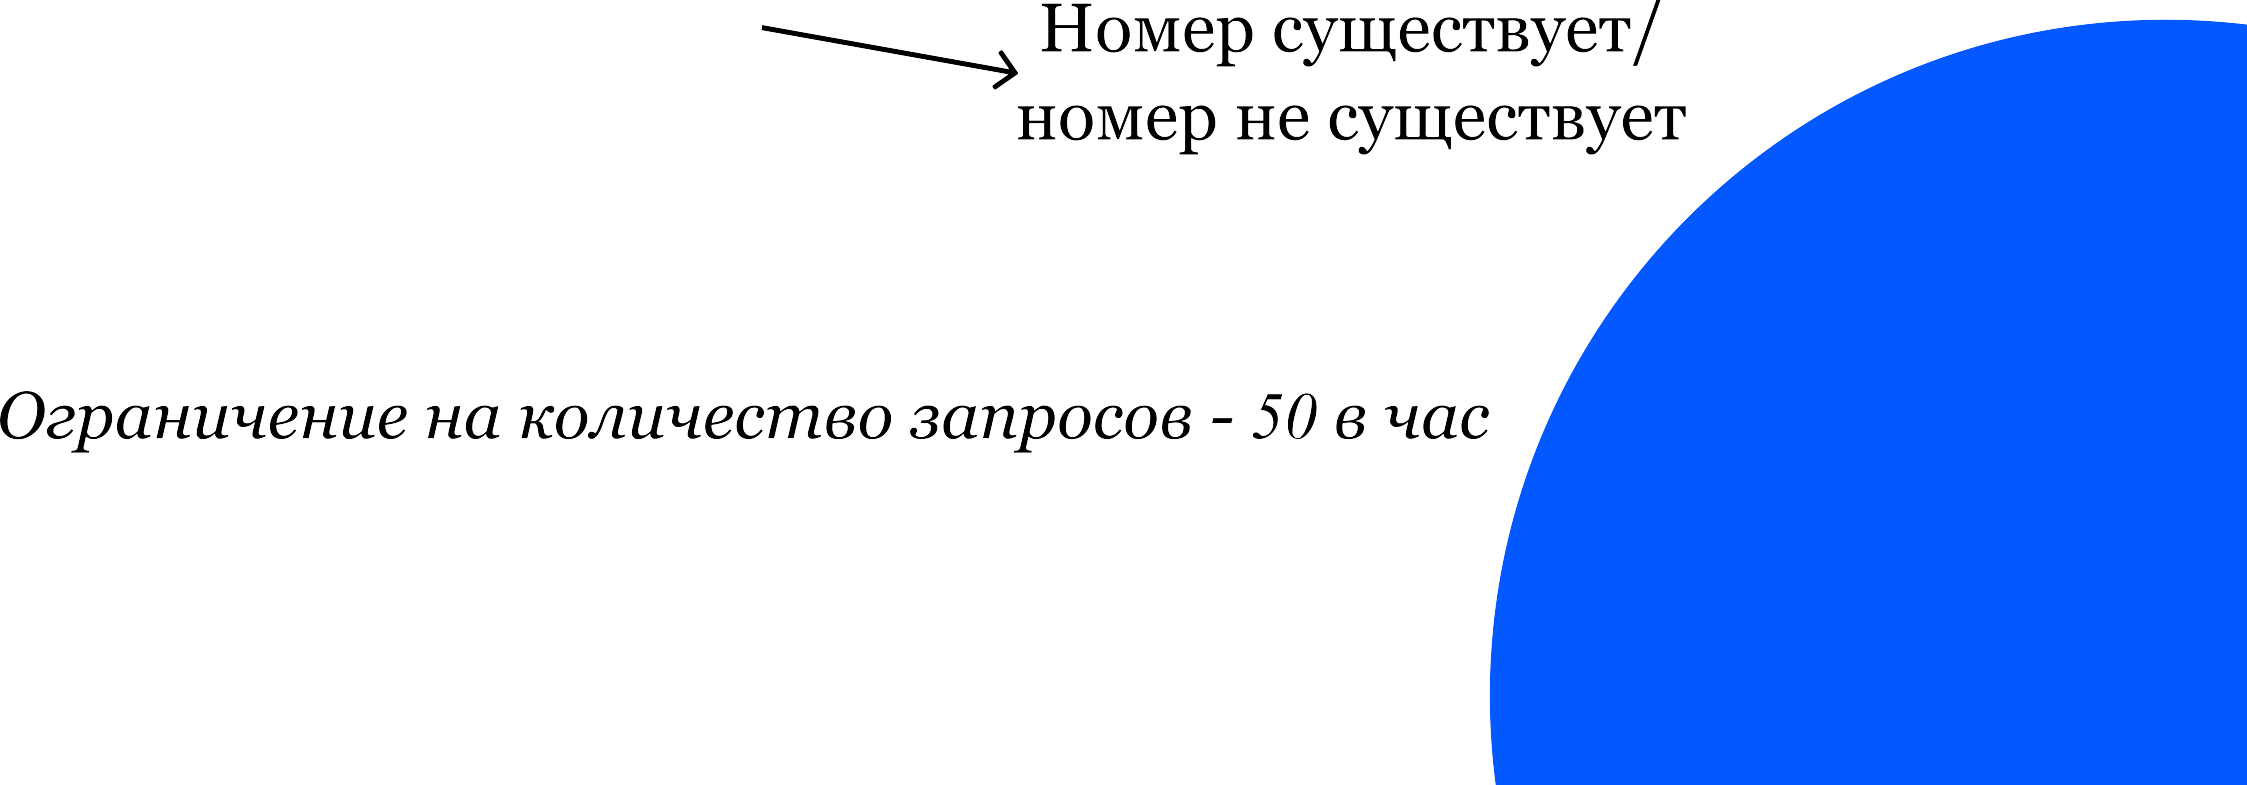 Номер существует/
номер не существует
Ограничение на количество запросов - 50 в час